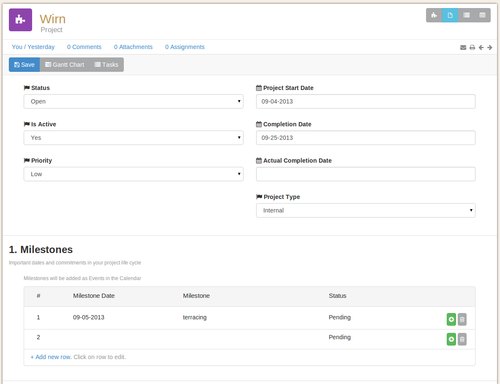 Wirn
Project
You / Yesterday 0 Comments 0 Attachments 0 Assignments
Save Gantt Chart Tasks
Status Project Start Date
Open 09-04-2013
Is Active Completion Date
Yes 09-25-2013
Priority Actual Completion Date
Low
Project Type
Internal
1. Milestones
Important dates and commitments in your project life cycle
Milestones will be added as Events in the Calendar
# Milestone Date Milestone Status
1 09-05-2013 terracing Pending
2 Pending
+ Add new row. Click on row to edit.